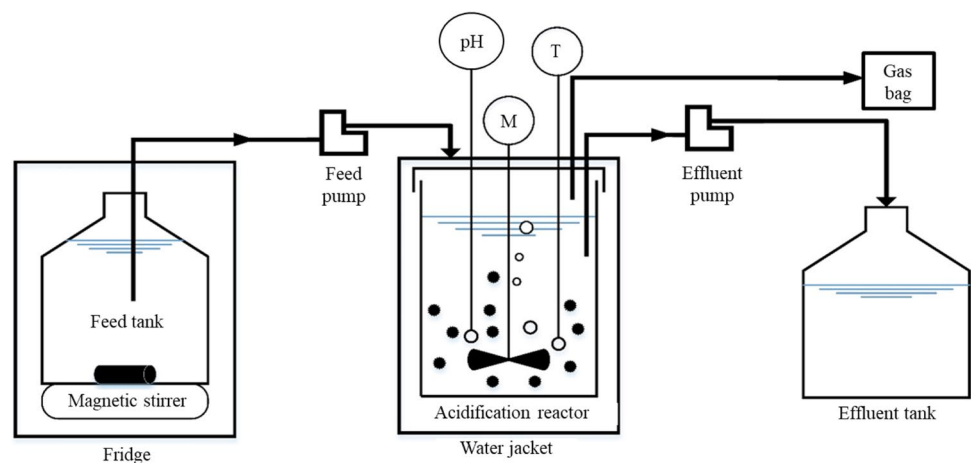 pH
T
M
Gas
bag
Feed
pump
Effluent
pump
Feed tank
Magnetic stirrer
Fridge
Acidification reactor
Water jacket
Effluent tank